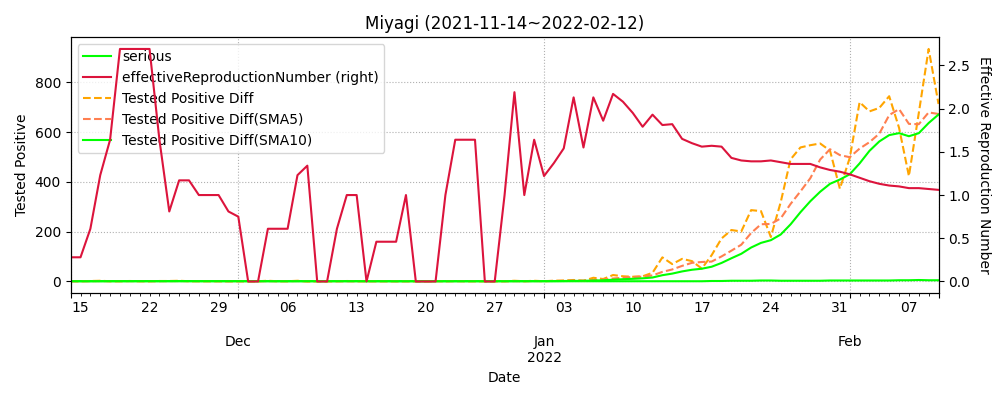 Miyagi (2021-11-14~2022-02-12)
serious
effectiveReproductionNumber (right)
Tested Positive Diff
Tested Positive Diff(SMA5)
Tested Positive Diff(SMA10)
Tested Positive
800
600
400
200
0
2.5
2.0
1.5
1.0
0.5
0.0
Effective Reproduction Number
15 22 29 06 13 20 27 03 10 17 24 31 07
Dec Jan Feb
2022
Date